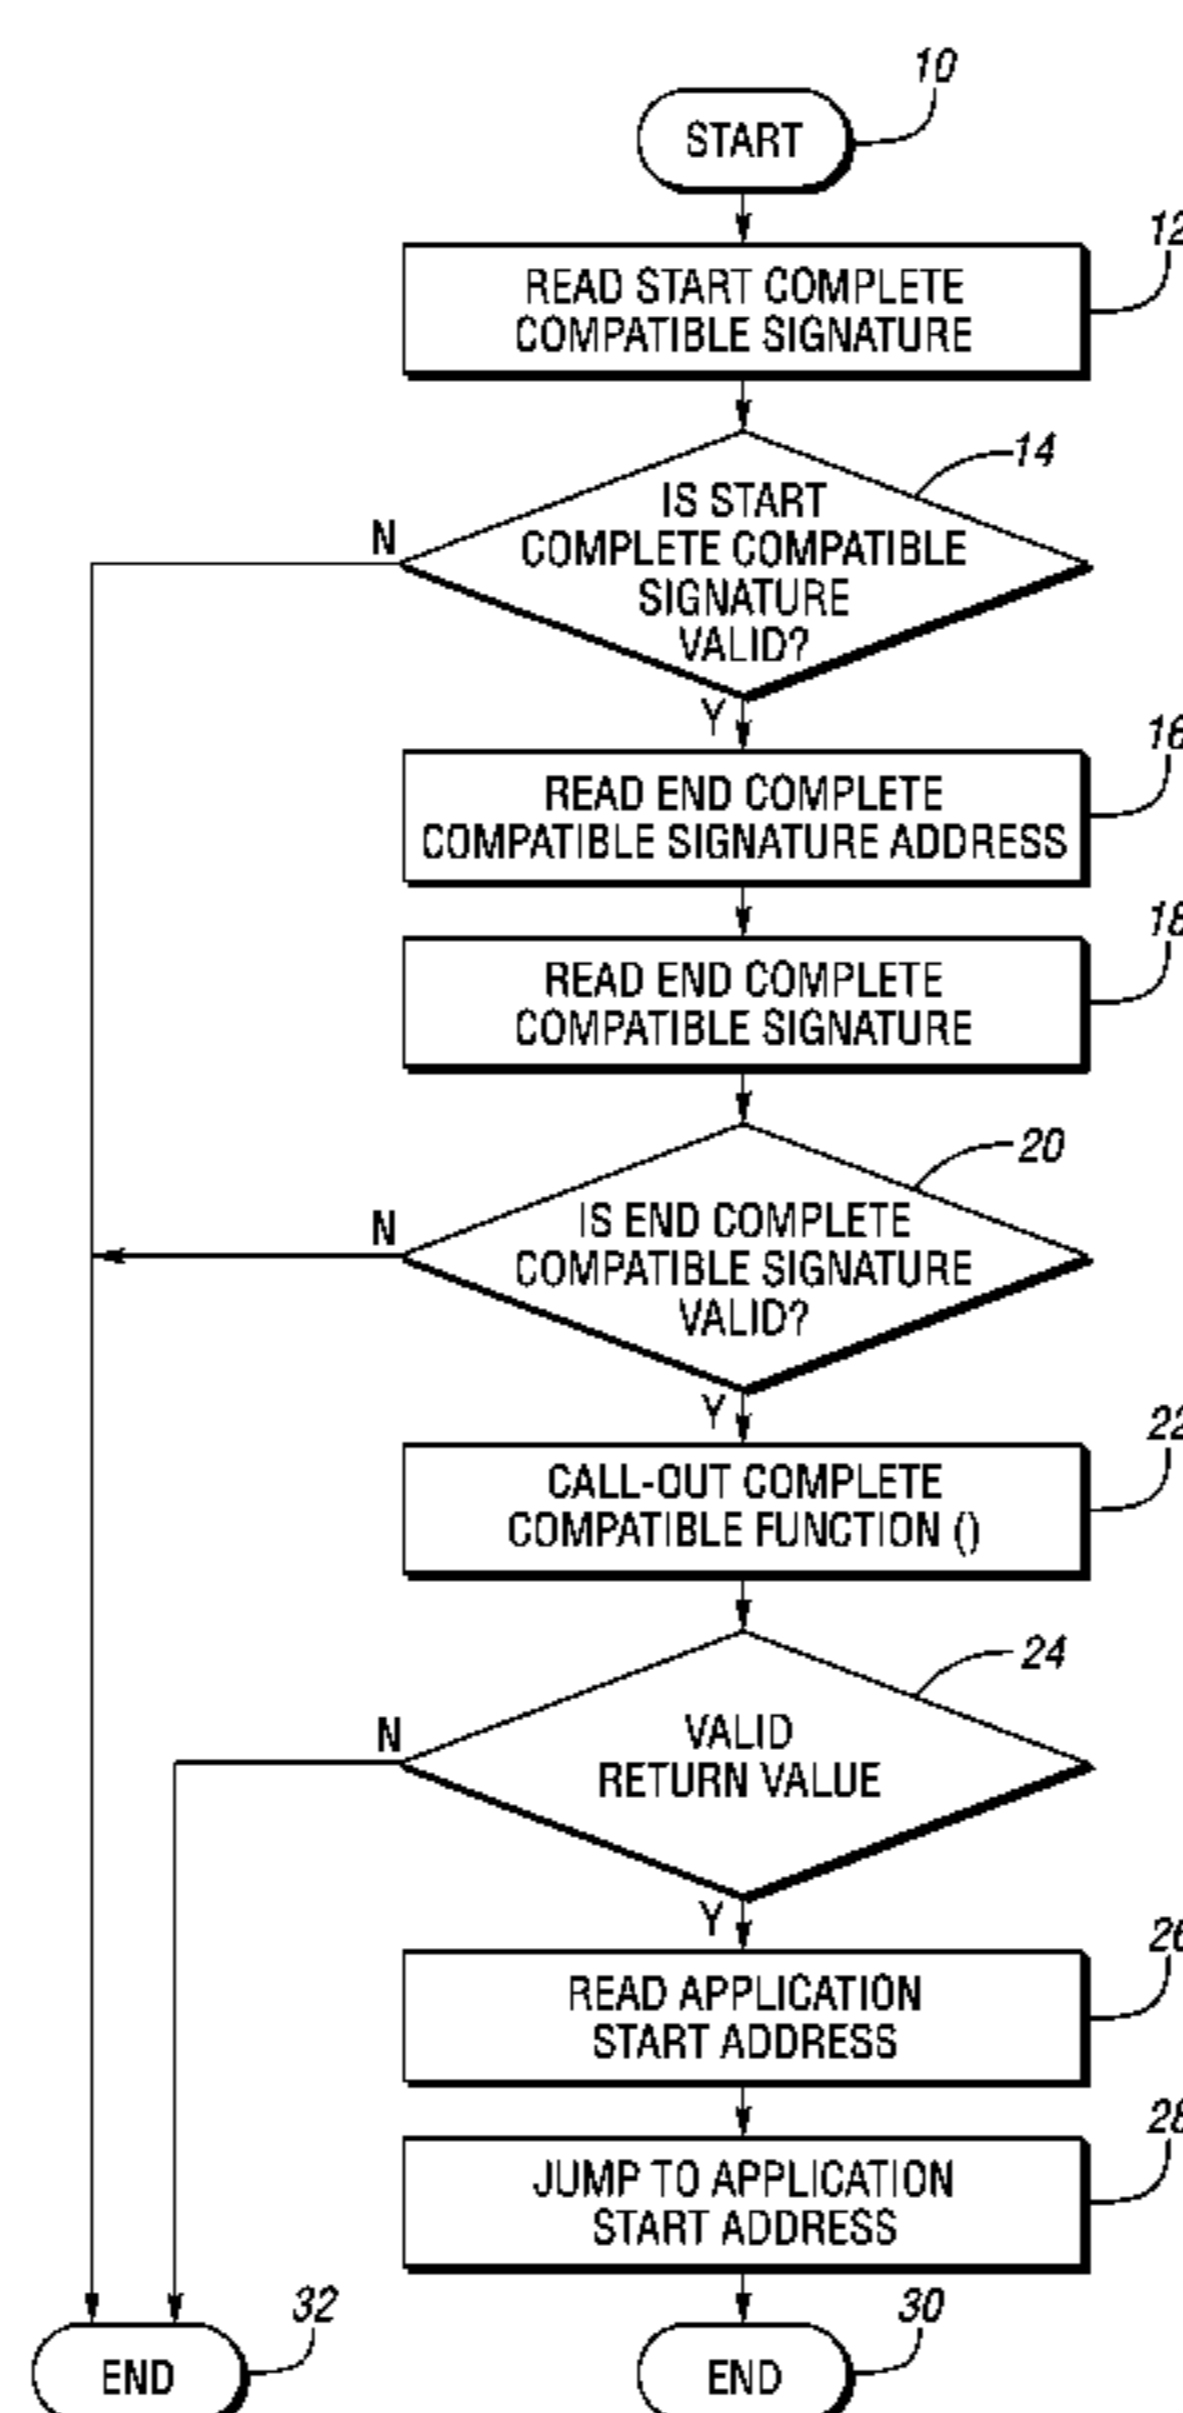 10
START
12
READ START COMPLETE
COMPATIBLE SIGNATURE
14
IS START
COMPLETE COMPATIBLE
SIGNATURE
VALID?
N
Y
16
READ END COMPLETE
COMPATIBLE SIGNATURE ADDRESS
18
READ END COMPLETE
COMPATIBLE SIGNATURE
20
IS END COMPLETE
COMPATIBLE SIGNATURE
VALID?
N
Y
22
CALL-OUT COMPLETE
COMPATIBLE FUNCTION ()
24
VALID
RETURN VALUE
N
Y
26
READ APPLICATION
START ADDRESS
28
JUMP TO APPLICATION
START ADDRESS
32
END
30
END